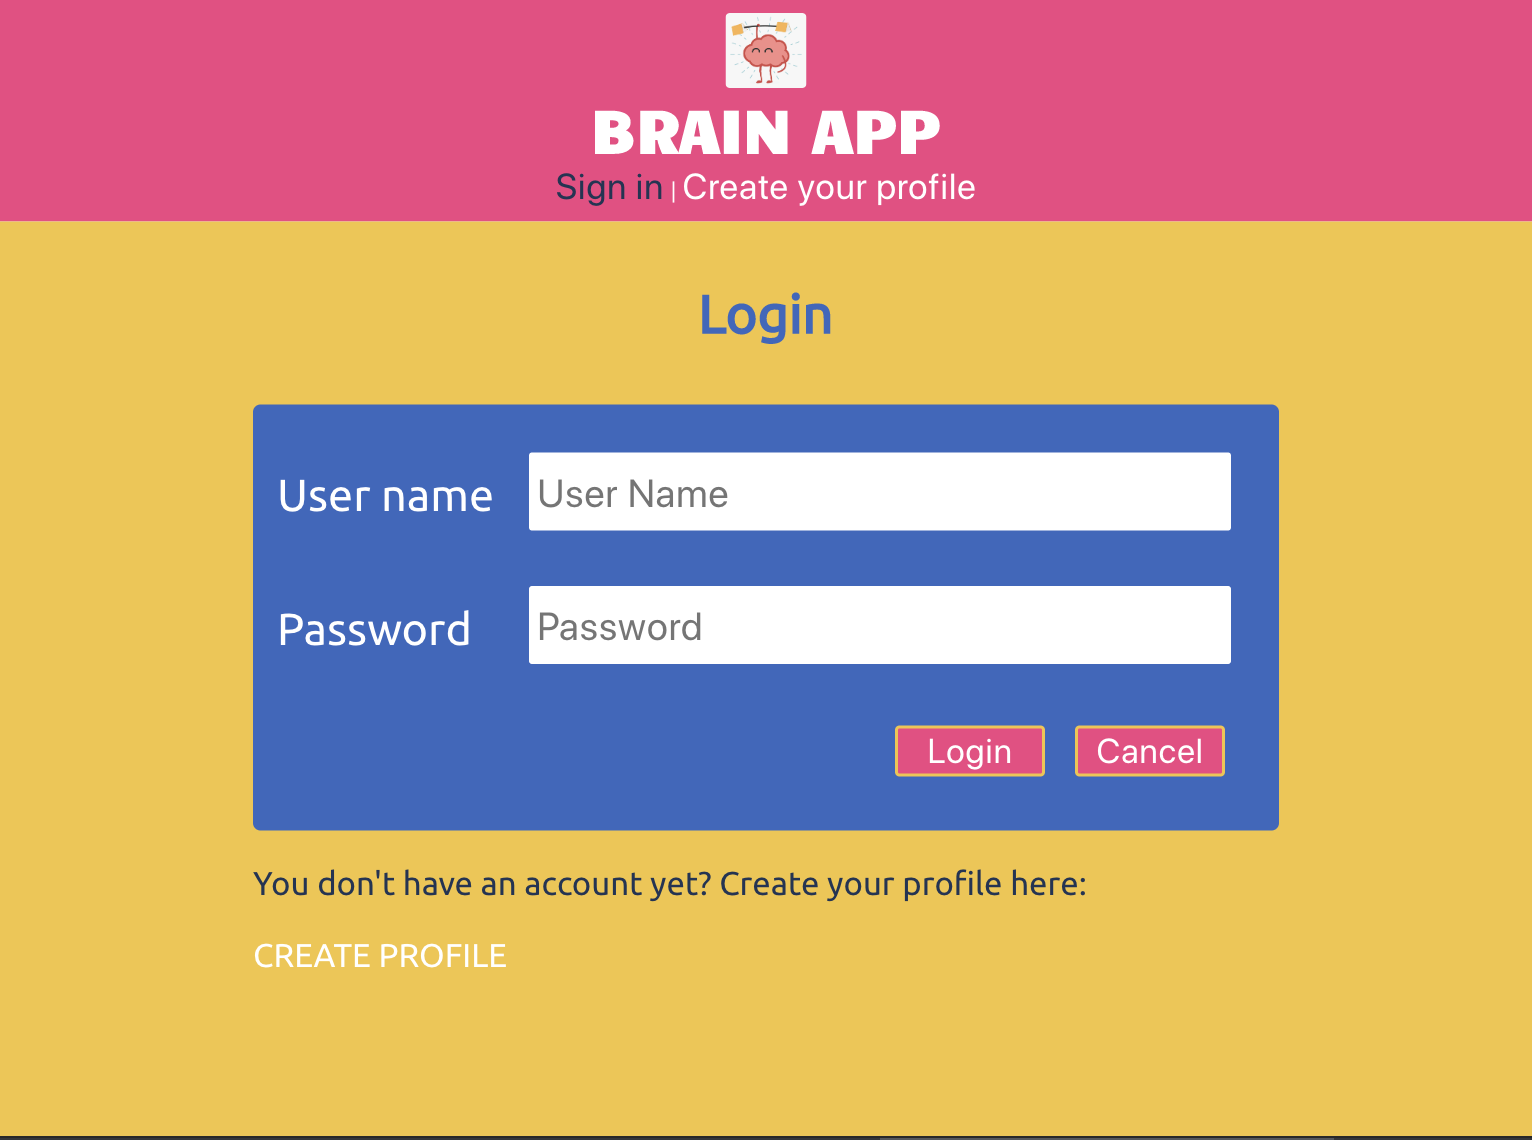 BRAIN APP
Sign in | Create your profile
Login
User name User Name
Password Password
Login Cancel
You don't have an account yet? Create your profile here:
CREATE PROFILE